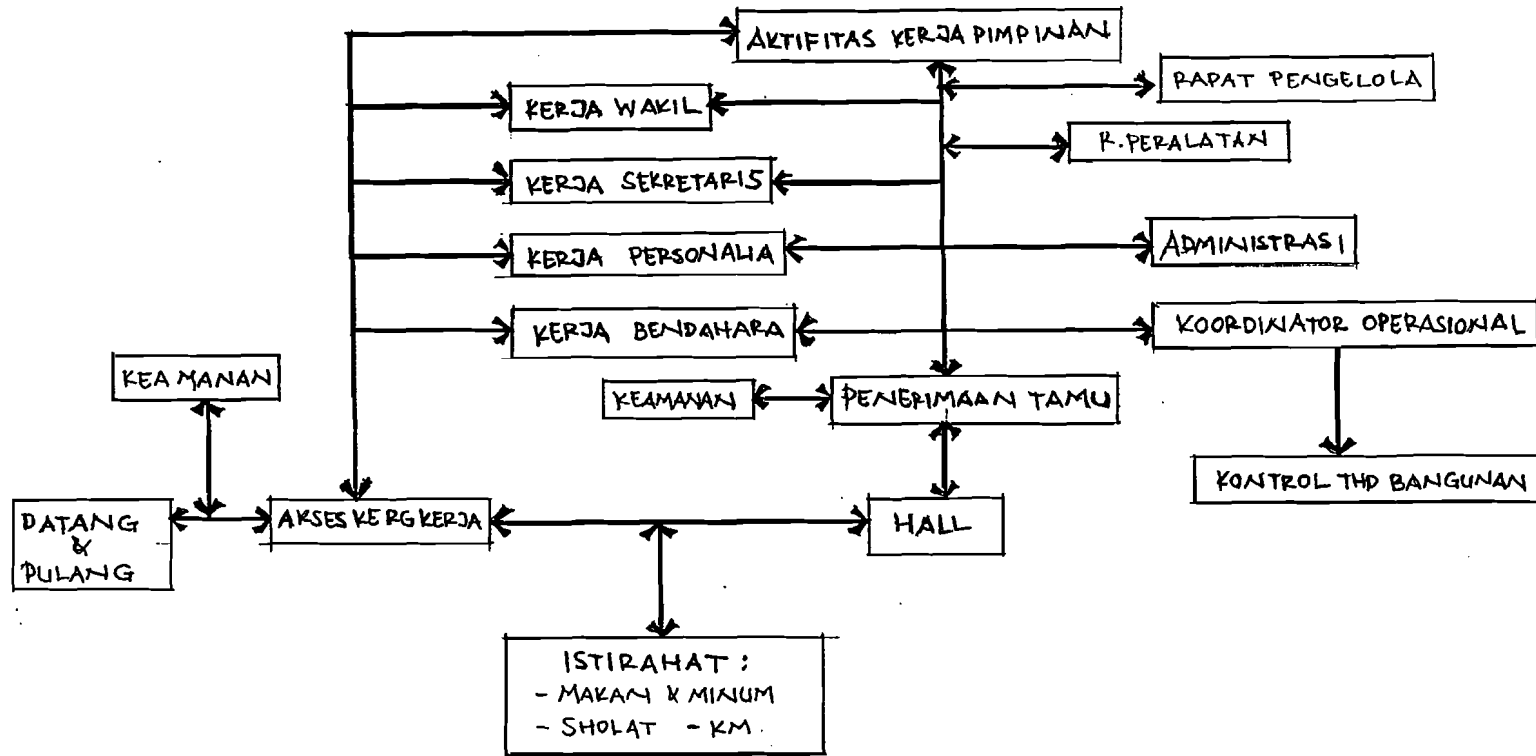 AKTIFITAS KERJA PIMPINAN
RAPAT PENGELOLA
KERJA WAKIL
R. PERALATAN
KERJA SEKRETARIS
KERJA PERSONALIA
ADMINISTRASI
KERJA BENDAHARA
KOORDINATOR OPERASIONAL
KEAMANAN
KEAMANAN
PENERIMAAN TAMU
KONTROL THD BANGUNAN
DATANG
&
PULANG
AKSES KERG KERJA
HALL
ISTIRAHAT :
- MAKAN & MINUM
- SHOLAT - KM.